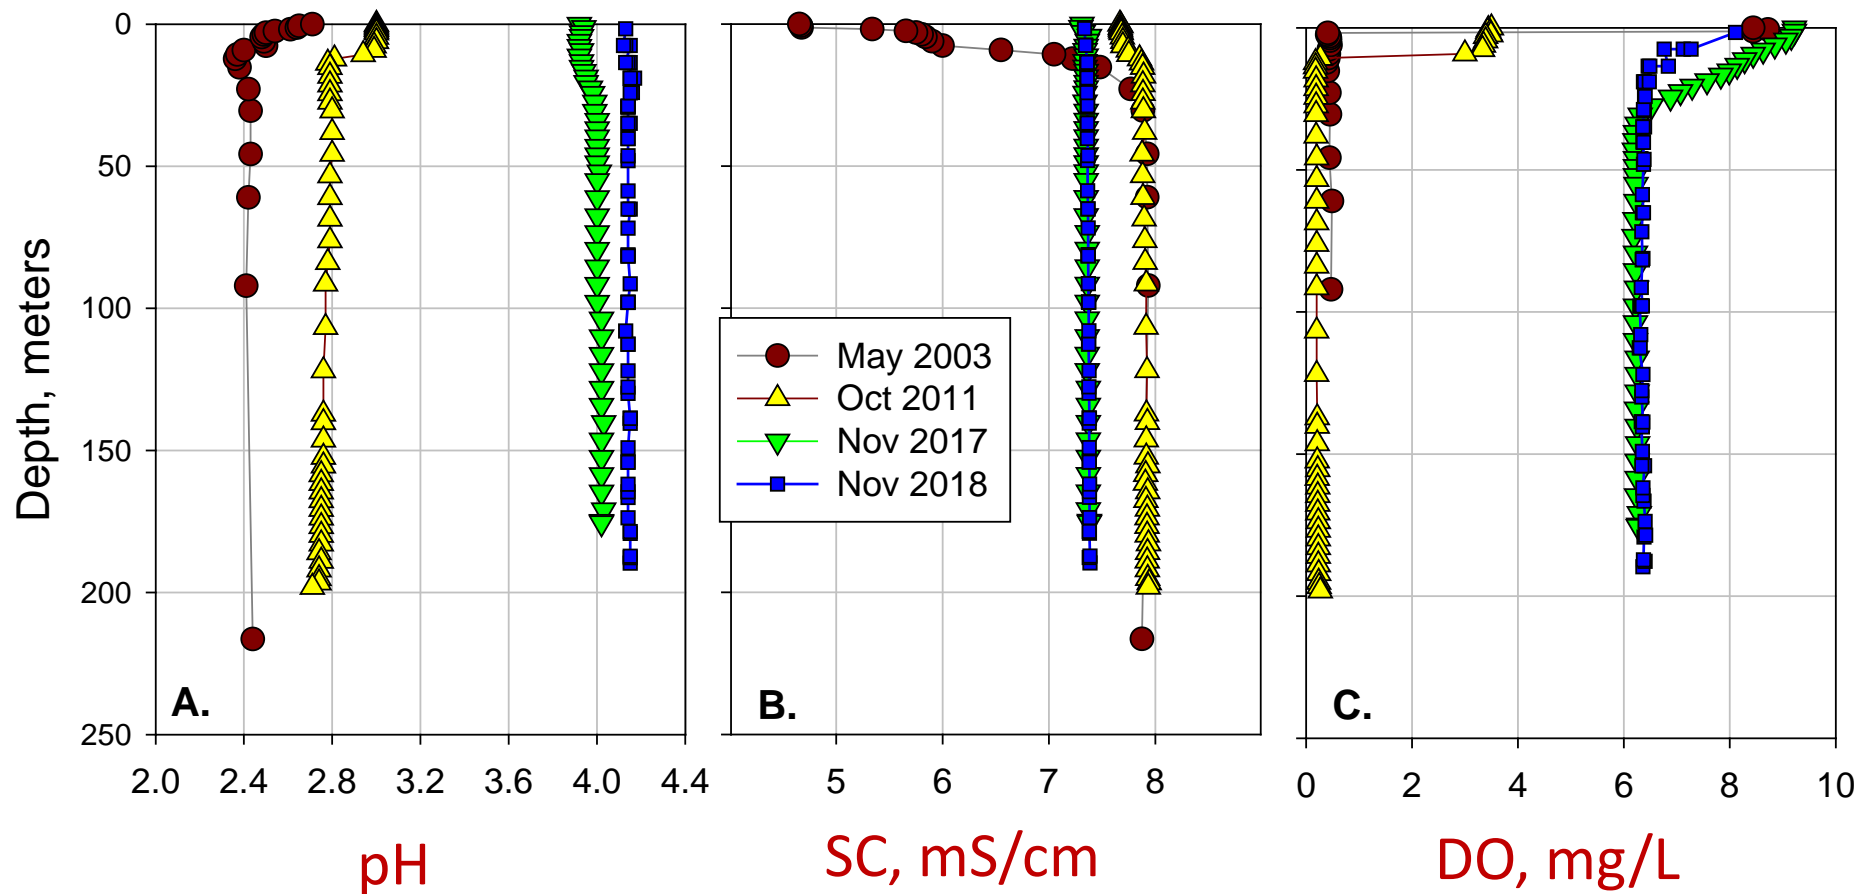 Depth, meters
0
50
100
150
200
250
A.
2.0 2.4 2.8 3.2 3.6 4.0 4.4
pH
May 2003
Oct 2011
Nov 2017
Nov 2018
B.
5 6 7 8
SC, mS/cm
C.
0 2 4 6 8 10
DO, mg/L